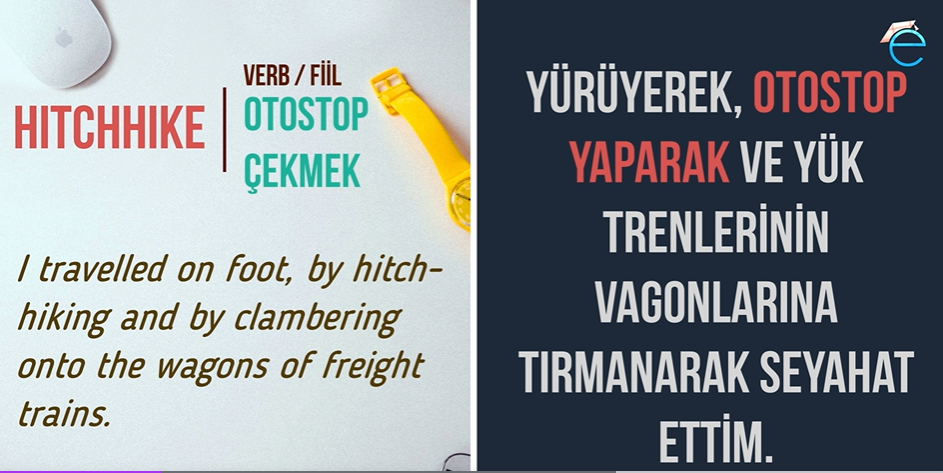 HITCHHIKE
VERB / FİİL
OTOSTOP
ÇEKMEK
I travelled on foot, by hitch-
hiking and by clambering
onto the wagons of freight
trains.
e
YÜRÜYEREK, OTOSTOP
YAPARAK VE YÜK
TRENLERİNİN
VAGONLARINA
TIRMANARAK SEYAHAT
ETTİM.